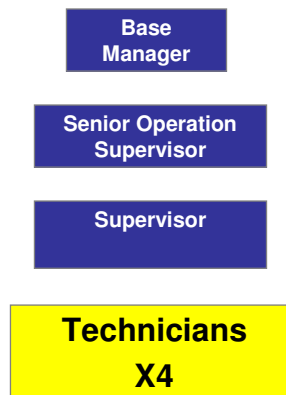 Base
Manager
Senior Operation
Supervisor
Supervisor
Technicians
X4